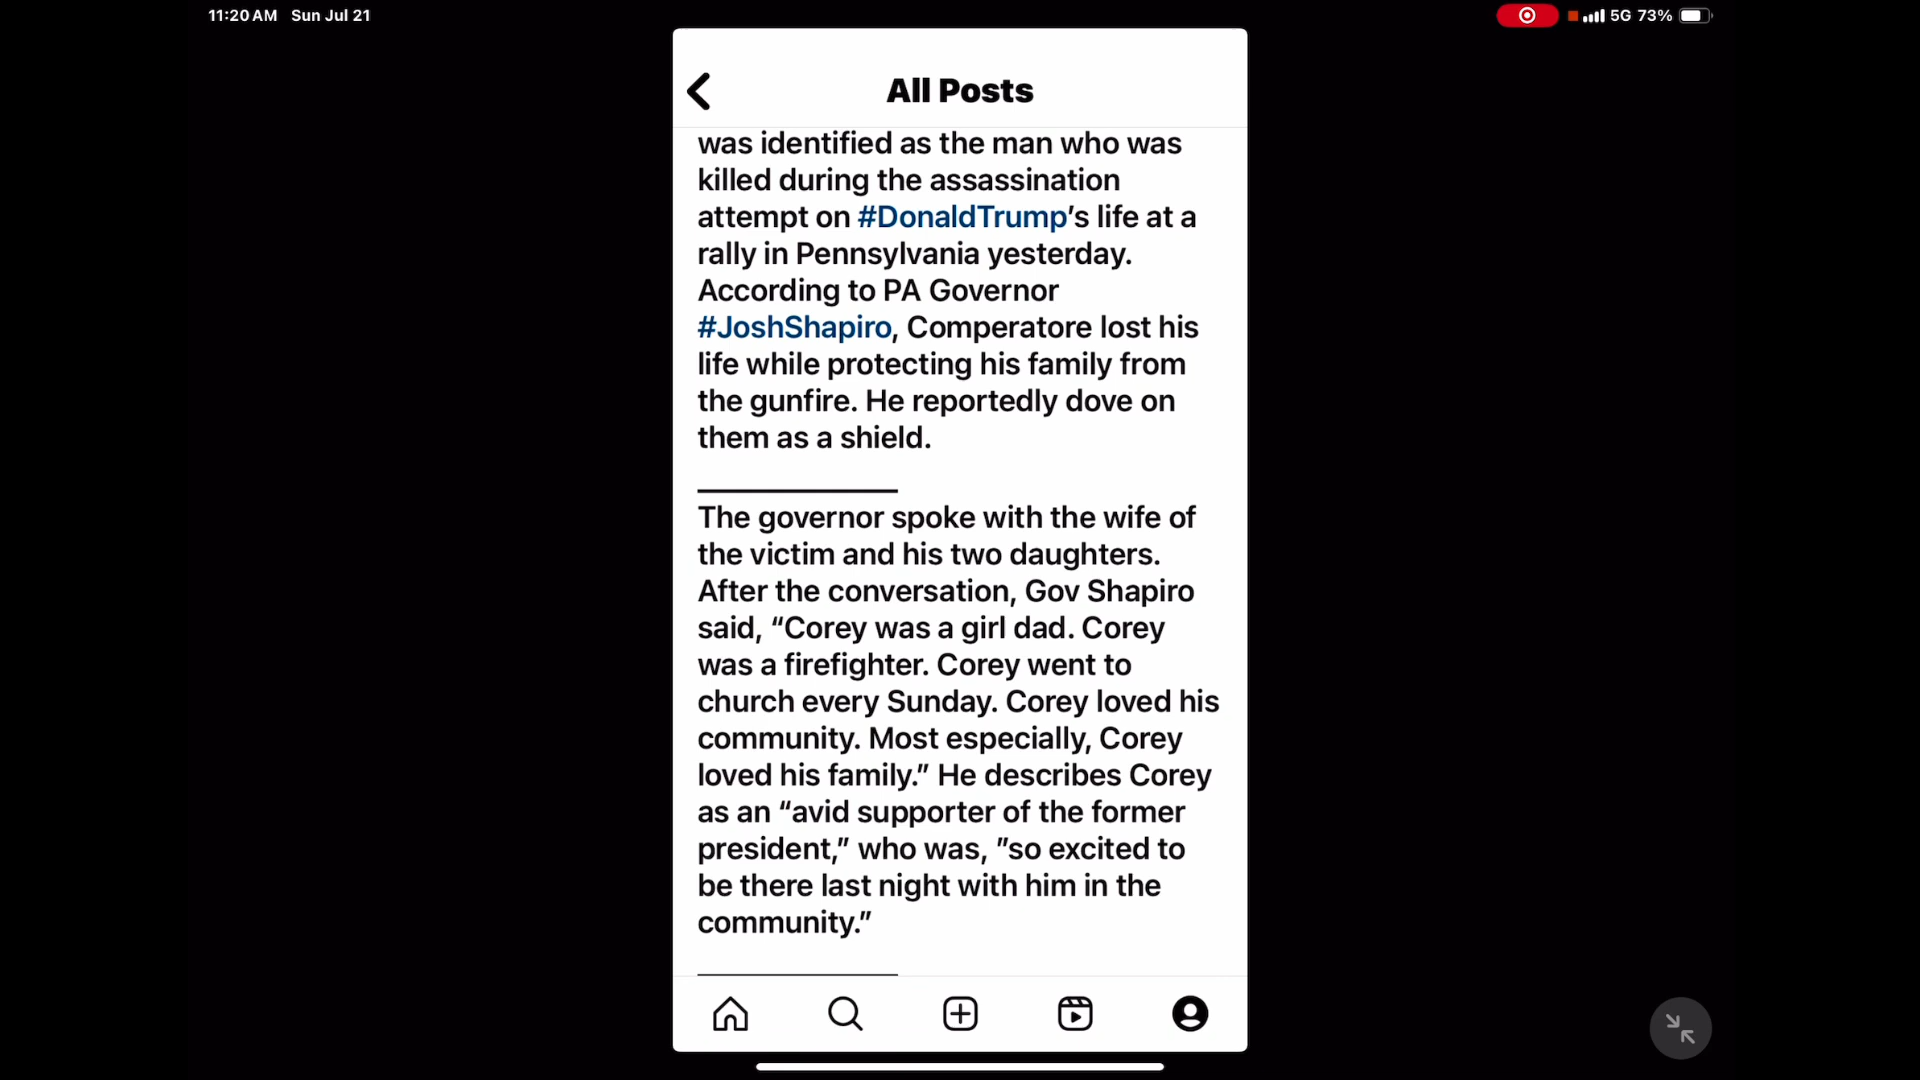 11:20 AM Sun Jul 21
5G 73%
All Posts
was identified as the man who was
killed during the assassination
attempt on #DonaldTrump’s life at a
rally in Pennsylvania yesterday.
According to PA Governor
#JoshShapiro, Comperatore lost his
life while protecting his family from
the gunfire. He reportedly dove on
them as a shield.
The governor spoke with the wife of
the victim and his two daughters.
After the conversation, Gov Shapiro
said, “Corey was a girl dad. Corey
was a firefighter. Corey went to
church every Sunday. Corey loved his
community. Most especially, Corey
loved his family.” He describes Corey
as an “avid supporter of the former
president,” who was, ”so excited to
be there last night with him in the
community.”